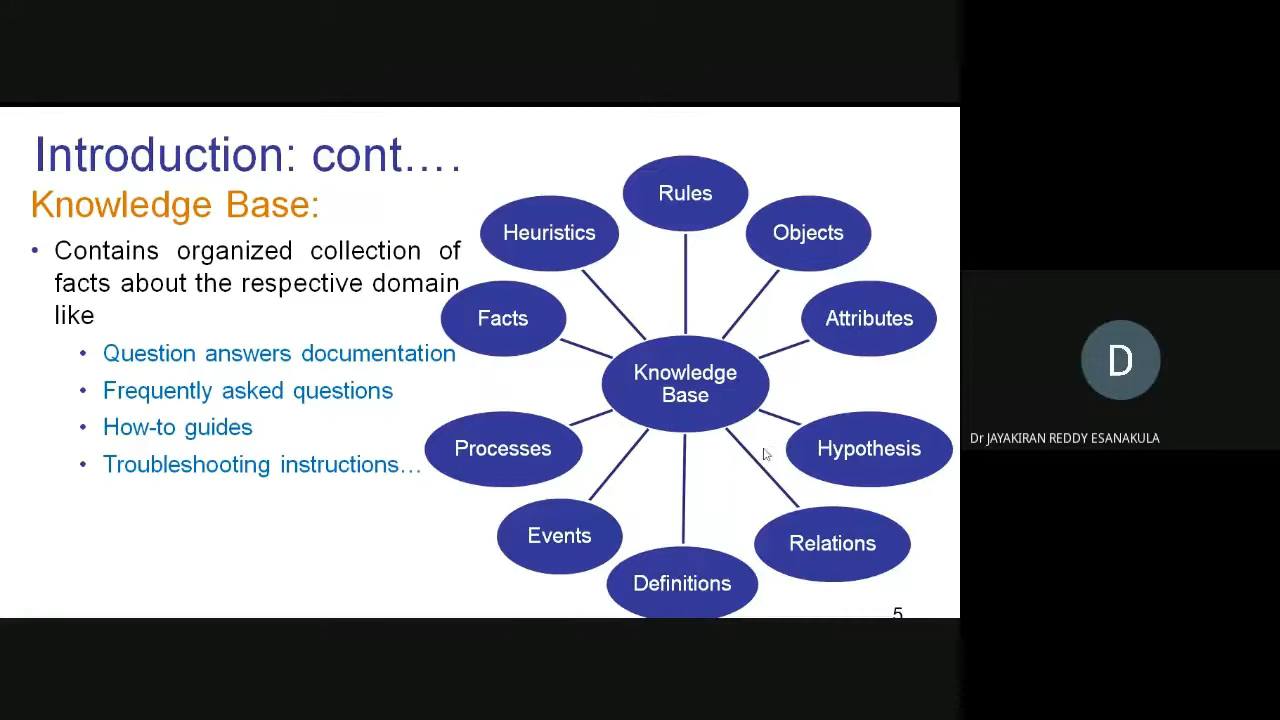 Introduction: cont….
Knowledge Base:
• Contains organized collection of
facts about the respective domain
like
• Question answers documentation
• Frequently asked questions
• How-to guides
• Troubleshooting instructions…
Rules
Heuristics
Objects
Facts
Attributes
Knowledge
Base
Processes
Hypothesis
Events
Relations
Definitions
5
D
Dr JAYAKIRAN REDDY ESANAKULA